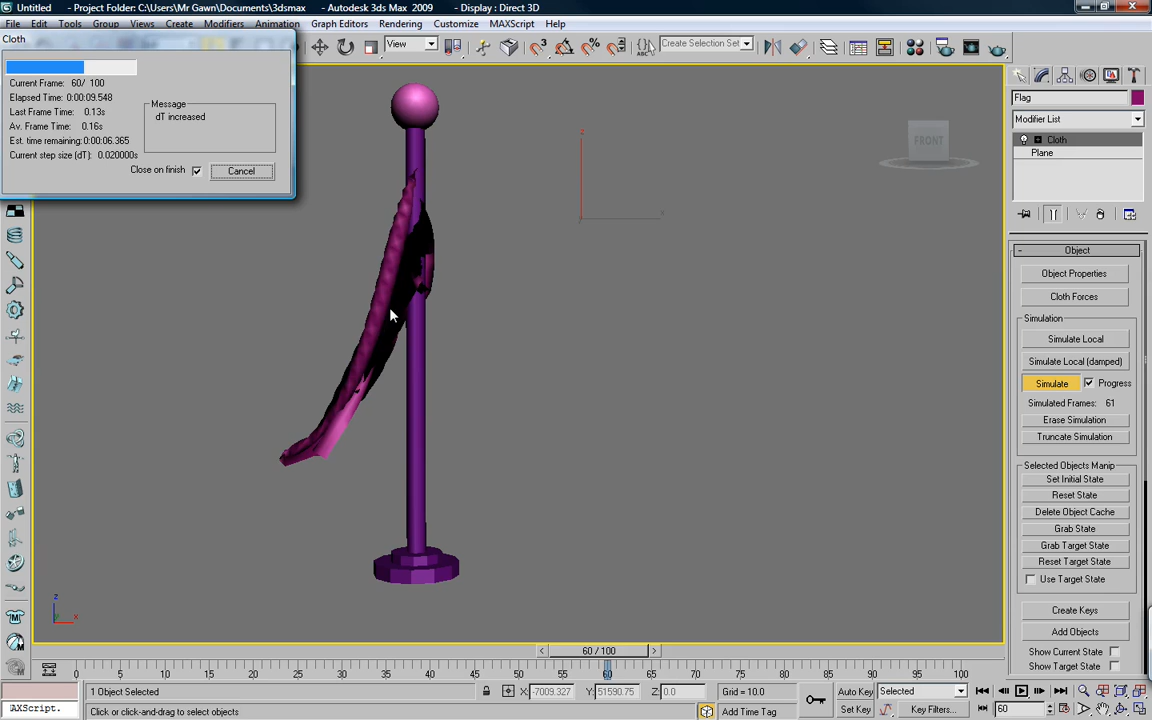 Untitled - Project Folder: C:\Users\Mr Gawn\Documents\3dsmax - Autodesk 3ds Max 2009 - Display : Direct 3D
File Edit Tools Group Views Create Modifiers Animation Graph Editors Rendering Customize MAXScript Help
Cloth
View
Create Selection Set
Current Frame: 60/ 100
Elapsed Time: 0:00:09.548
Last Frame Time: 0.13s
Av. Frame Time: 0.16s
Est. time remaining:0:00:06.365
Current step size (dT): 0.020000s
Message
dT increased
Close on finish
Cancel
FRONT
z
x
z
x
Flag
Modifier List
Cloth
Plane
Object
Object Properties
Cloth Forces
Simulation
Simulate Local
Simulate Local (damped)
Simulate Progress
Simulated Frames: 61
Erase Simulation
Truncate Simulation
Selected Objects Manip
Set Initial State
Reset State
Delete Object Cache
Grab State
Grab Target State
Reset Target State
Use Target State
Create Keys
Add Objects
Show Current State
Show Target State
60 / 100
0 5 10 15 20 25 30 35 40 45 50 55 60 65 70 75 80 85 90 95 100
1 Object Selected
X: -7009.327 Y: 51590.75 Z: 0.0 Grid = 10.0
Auto Key Selected
AXScript.
Click or click-and-drag to select objects
Add Time Tag
Set Key Key Filters...
60